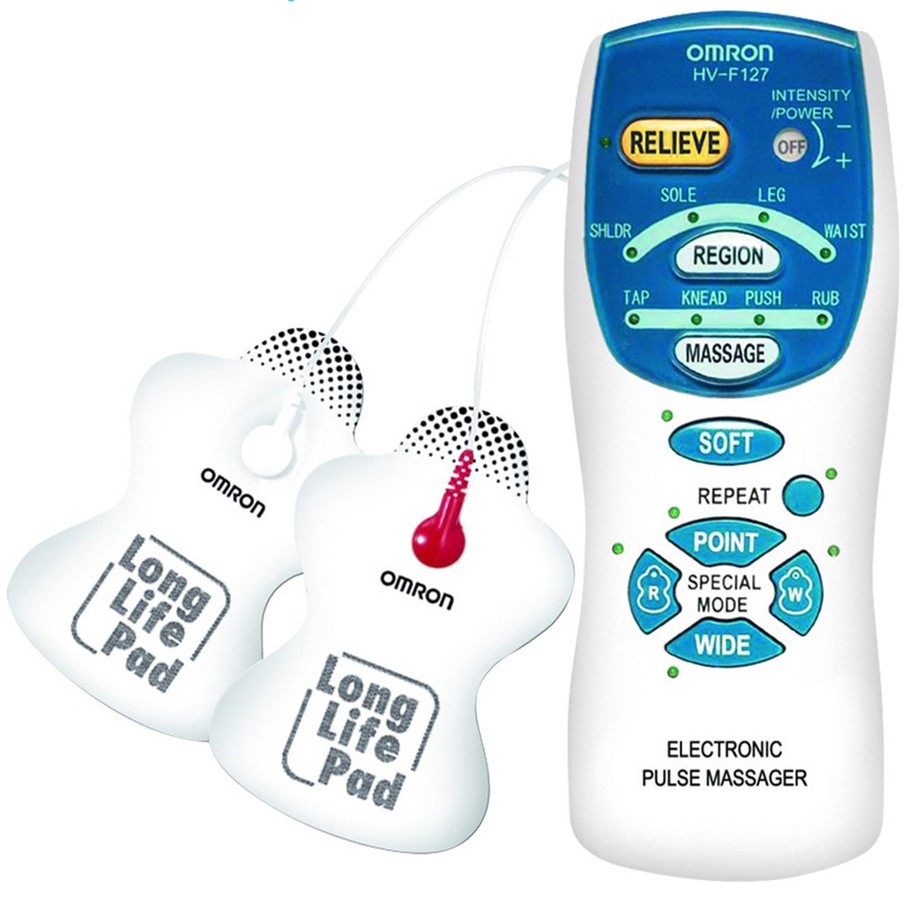 OMRON
HV-F127
INTENSITY
/POWER
−
RELIEVE
OFF
+
SOLE LEG
SHLDR WAIST
REGION
TAP KNEAD PUSH RUB
MASSAGE
SOFT
REPEAT
POINT
R SPECIAL W
MODE
WIDE
ELECTRONIC
PULSE MASSAGER
OMRON
Long
Life
Pad
OMRON
Long
Life
Pad